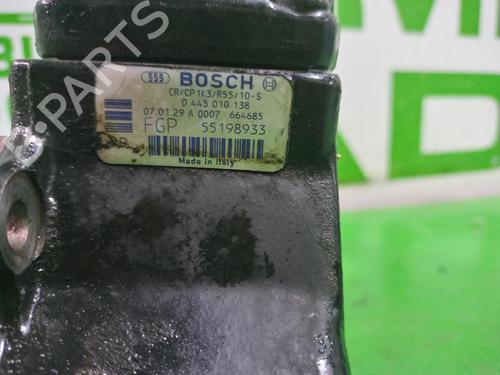 555 BOSCH
CR/CP1K3/R55/10-S
0 445 010 138
07.01.29 A 0007 664685
FGP 55198933
Made in Italy